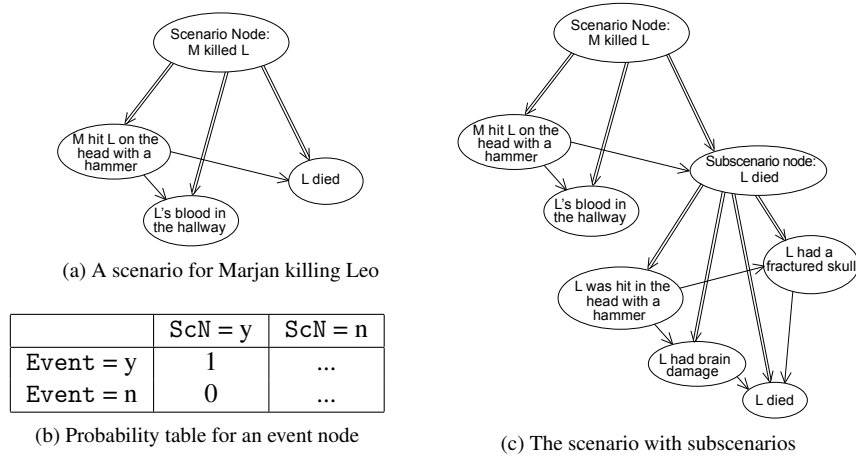 Scenario Node:
M killed L
M hit L on the
head with a
hammer
L died
L's blood in
the hallway
(a) A scenario for Marjan killing Leo
ScN = y ScN = n
Event = y 1 ...
Event = n 0 ...
(b) Probability table for an event node
Scenario Node:
M killed L
M hit L on the
head with a
hammer
Subscenario node:
L died
L's blood in
the hallway
L had a
fractured skull
L was hit in the
head with a
hammer
L had brain
damage
L died
(c) The scenario with subscenarios